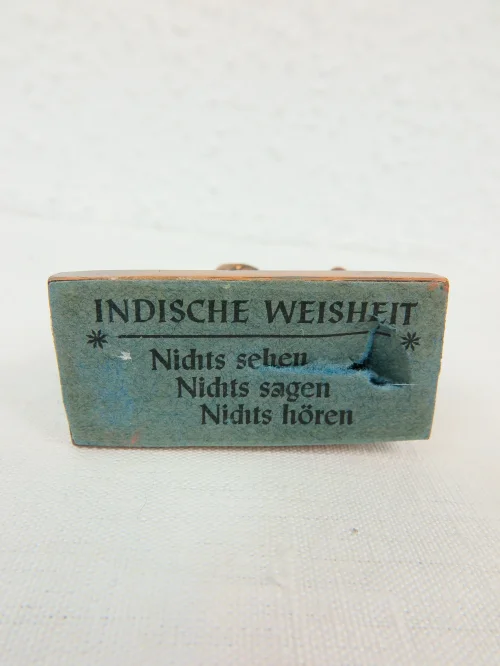 INDISCHE WEISHEIT
Nichts sehen
Nichts sagen
Nichts hören